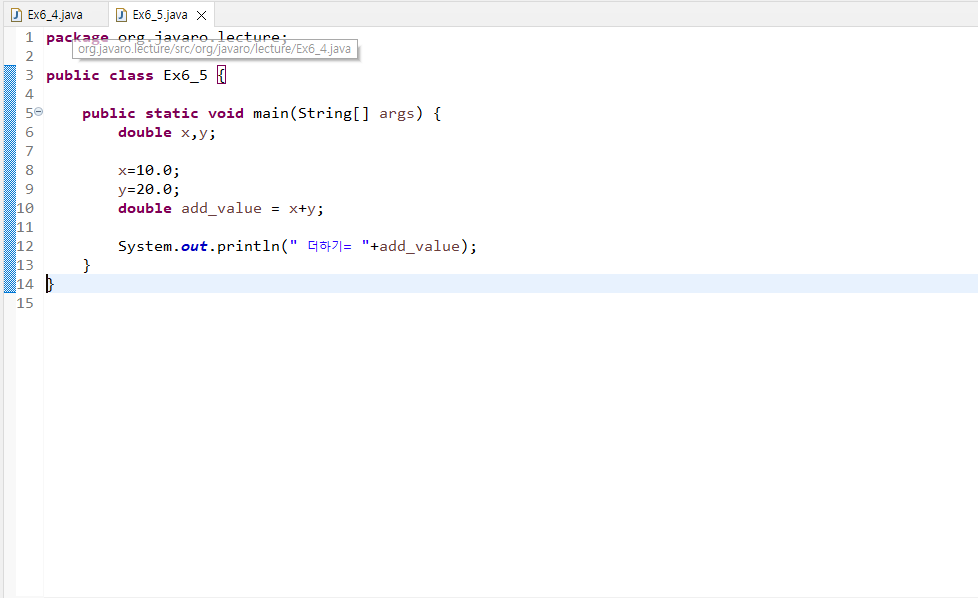 Ex6_4.java
Ex6_5.java
1 package org.javaro.lecture;
org.javaro.lecture/src/org/javaro/lecture/Ex6_4.java
2
3 public class Ex6_5 {
4
5 public static void main(String[] args) {
6 double x,y;
7
8 x=10.0;
9 y=20.0;
10 double add_value = x+y;
11
12 System.out.println(" 더하기= "+add_value);
13 }
14 }
15